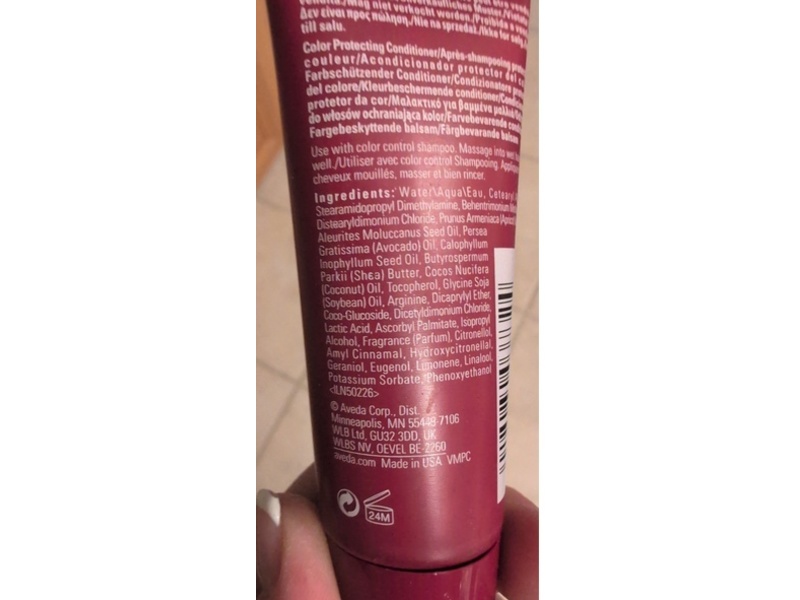 till salu.
Color Protecting Conditioner/Après-shampooing
couleur/Acondicionador protector del
Farbschützender Conditioner/Condizionatore
del colore/Kleurbeschermende conditioner/
protetor da cor/Μαλακτικό για βαμμένα μαλλιά
do włosów ochraniająca kolor/Farvebevarende
Fargebeskyttende balsam/Färgbevarande balsam
Use with color control shampoo. Massage into wet
well./Utiliser avec color control Shampooing.
cheveux mouillés, masser et bien rincer.
Ingredients: Water\Aqua\Eau,
Stearamidopropyl Dimethylamine, Behentrimonium
Distearyldimonium Chloride, Prunus Armeniaca
Aleurites Moluccanus Seed Oil, Persea
Gratissima (Avocado) Oil, Calophyllum
Inophyllum Seed Oil, Butyrospermum
Parkii (Shea) Butter, Cocos Nucifera
(Coconut) Oil, Tocopherol, Glycine Soja
(Soybean) Oil, Arginine, Dicaprylyl Ether,
Coco-Glucoside, Dicetyldimonium Chloride,
Lactic Acid, Ascorbyl Palmitate, Isopropyl
Alcohol, Fragrance (Parfum), Citronellol,
Amyl Cinnamal, Hydroxycitronellal,
Geraniol, Eugenol, Limonene, Linalool,
Potassium Sorbate, Phenoxyethanol
<ILN50226>
© Aveda Corp., Dist.
Minneapolis, MN 55448-7106
WLB Ltd, GU32 3DD, UK
WLBS NV, OEVEL BE-2260
aveda.com Made in USA VMPC
24M